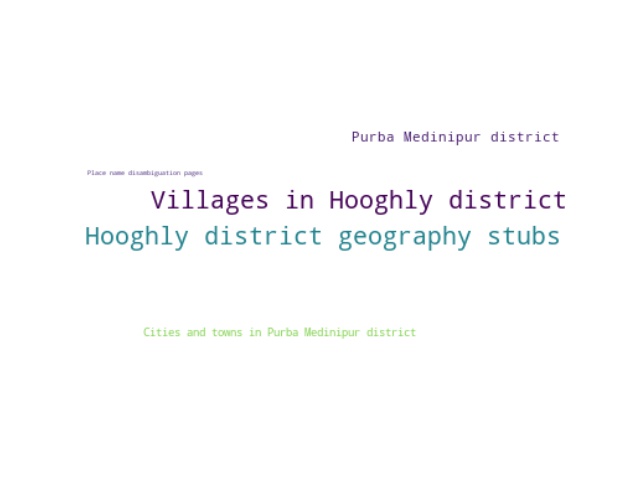 Purba Medinipur district
Place name disambiguation pages
Villages in Hooghly district
Hooghly district geography stubs
Cities and towns in Purba Medinipur district